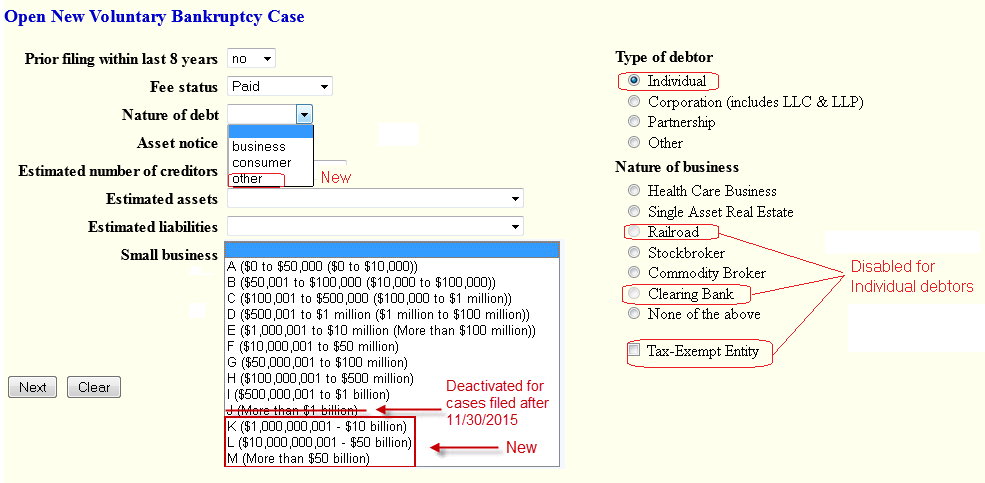 Open New Voluntary Bankruptcy Case
Prior filing within last 8 years no
Fee status Paid
Nature of debt
business
consumer
other
New
Asset notice
Estimated number of creditors
Estimated assets
Estimated liabilities
Small business
A ($0 to $50,000 ($0 to $10,000))
B ($50,001 to $100,000 ($10,000 to $100,000))
C ($100,001 to $500,000 ($100,000 to $1 million))
D ($500,001 to $1 million ($1 million to $100 million))
E ($1,000,001 to $10 million (More than $100 million))
F ($10,000,001 to $50 million)
G ($50,000,001 to $100 million)
H ($100,000,001 to $500 million)
I ($500,000,001 to $1 billion)
J (More than $1 billion)
K ($1,000,000,001 - $10 billion)
L ($10,000,000,001 - $50 billion)
M (More than $50 billion)
Deactivated for
cases filed after
11/30/2015
New
Next Clear
Type of debtor
Individual
Corporation (includes LLC & LLP)
Partnership
Other
Nature of business
Health Care Business
Single Asset Real Estate
Railroad
Stockbroker
Commodity Broker
Clearing Bank
None of the above
Tax-Exempt Entity
Disabled for
Individual debtors